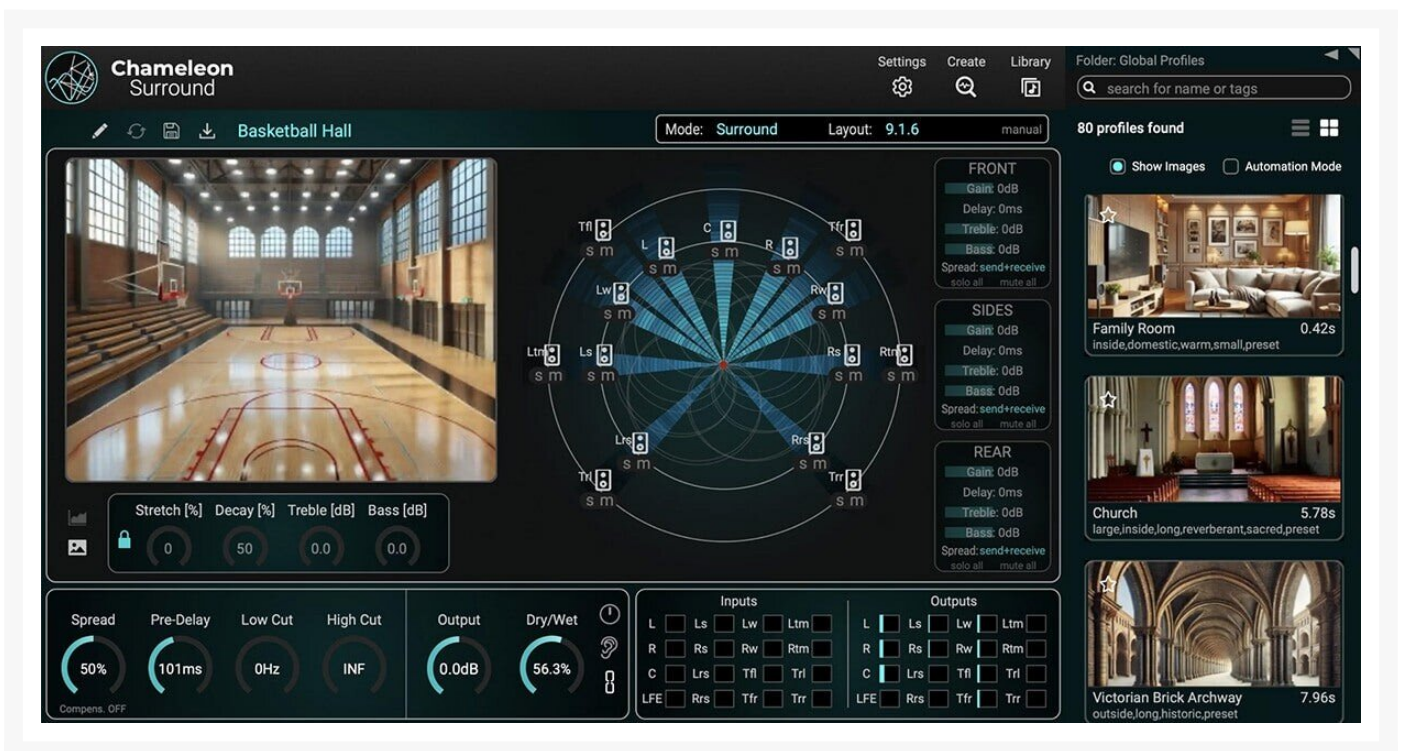 Chameleon
Surround
Settings Create Library
Basketball Hall
Mode: Surround Layout: 9.1.6 manual
Tfl C Tfr
s m L R s m
s m s m
Lw Rw
s m s m
Ltm Ls Rs Rtm
s m s m s m s m
Lrs Rrs
s m s m
Trl Trr
s m s m
FRONT
Gain: 0dB
Delay: 0ms
Treble: 0dB
Bass: 0dB
Spread: send+receive
solo all mute all
SIDES
Gain: 0dB
Delay: 0ms
Treble: 0dB
Bass: 0dB
Spread: send+receive
solo all mute all
REAR
Gain: 0dB
Delay: 0ms
Treble: 0dB
Bass: 0dB
Spread: send+receive
solo all mute all
Stretch [%] Decay [%] Treble [dB] Bass [dB]
0 50 0.0 0.0
Spread Pre-Delay Low Cut High Cut Output Dry/Wet
50% 101ms 0Hz INF 0.0dB 56.3%
Compens. OFF
Inputs
L Ls Lw Ltm
R Rs Rw Rtm
C Lrs Tfl Trl
LFE Rrs Tfr Trr
Outputs
L Ls Lw Ltm
R Rs Rw Rtm
C Lrs Tfl Trl
LFE Rrs Tfr Trr
Folder: Global Profiles
search for name or tags
80 profiles found
Show Images Automation Mode
Family Room 0.42s
inside,domestic,warm,small,preset
Church 5.78s
large,inside,long,reverberant,sacred,preset
Victorian Brick Archway 7.96s
outside,long,historic,preset